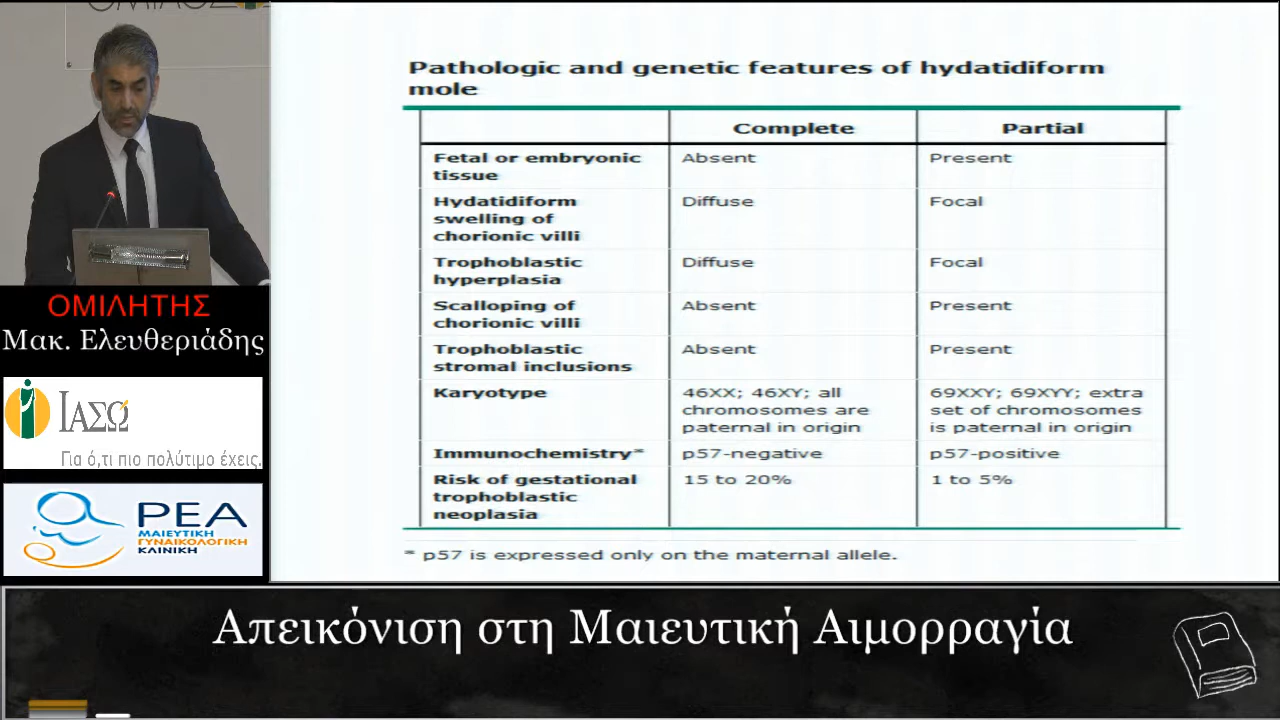 Pathologic and genetic features of hydatidiform
mole
Complete
Partial
Fetal or embryonic
tissue
Absent
Present
Hydatidiform
swelling of
chorionic villi
Diffuse
Focal
Trophoblastic
hyperplasia
Diffuse
Focal
Scalloping of
chorionic villi
Absent
Present
Trophoblastic
stromal inclusions
Absent
Present
Karyotype
46XX; 46XY; all
chromosomes are
paternal in origin
69XXY; 69XYY; extra
set of chromosomes
is paternal in origin
Immunochemistry*
p57-negative
p57-positive
Risk of gestational
trophoblastic
neoplasia
15 to 20%
1 to 5%
* p57 is expressed only on the maternal allele.
ΟΜΙΛΗΤΗΣ
Μακ. Ελευθεριάδης
ΙΑΣΩ
Για ό,τι πιο πολύτιμο έχεις.
ΡΕΑ
ΜΑΙΕΥΤΙΚΗ
ΓΥΝΑΙΚΟΛΟΓΙΚΗ
ΚΛΙΝΙΚΗ
Απεικόνιση στη Μαιευτική Αιμορραγία